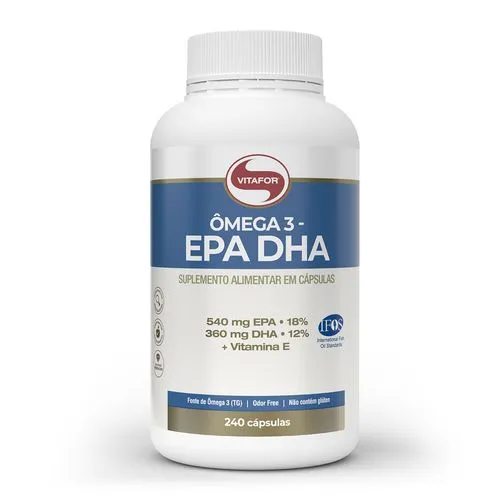 VITAFOR
ÔMEGA 3 -
EPA DHA
SUPLEMENTO ALIMENTAR EM CÁPSULAS
540 mg EPA • 18%
360 mg DHA • 12%
+ Vitamina E
IFOS
International Fish
Oil Standards
Fonte de Ômega 3 (TG) | Odor Free | Não contém glúten
240 cápsulas